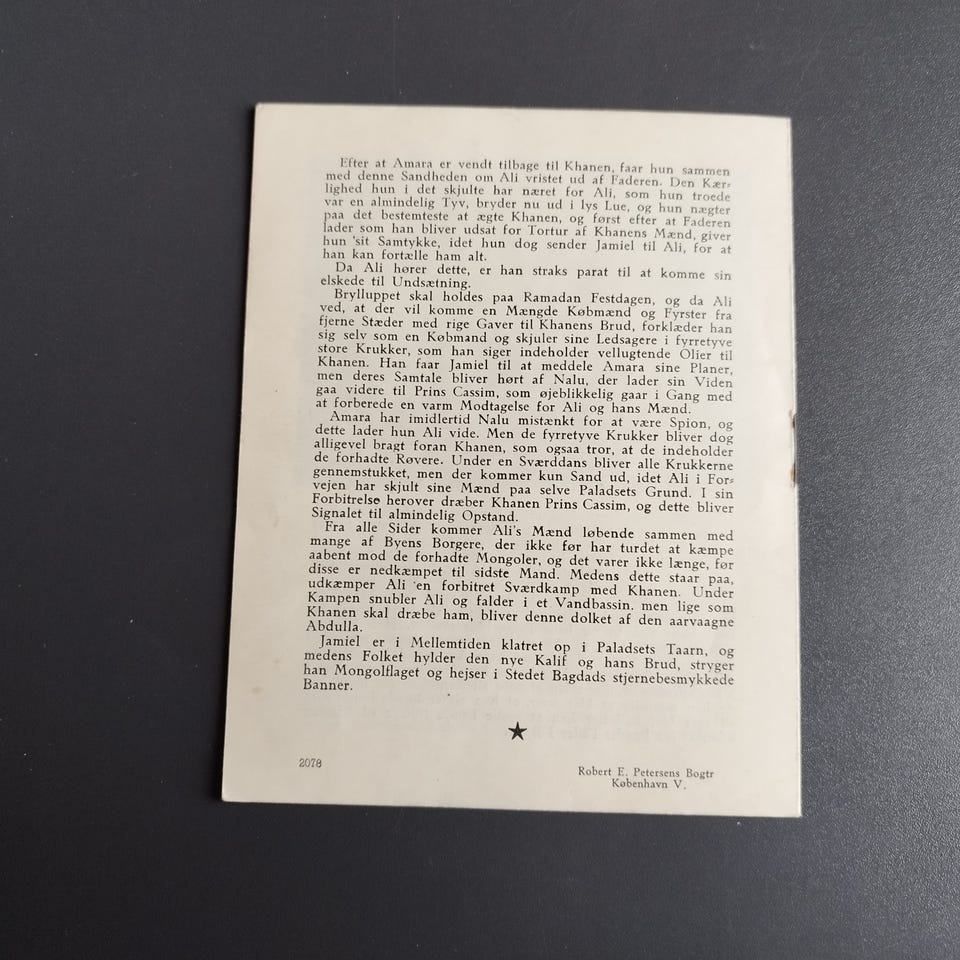 Efter at Amara er vendt tilbage til Khanen, faar hun sammen
med denne Sandheden om Ali vristet ud af Faderen. Den Kær-
lighed hun i det skjulte har næret for Ali, som hun troede
var en almindelig Tyv, bryder nu ud i lys Lue, og hun nægter
paa det bestemteste at ægte Khanen, og først efter at Faderen
lader som han bliver udsat for Tortur af Khanens Mænd, giver
hun 'sit Samtykke, idet hun dog sender Jamiel til Ali, for at
han kan fortælle ham alt.
Da Ali hører dette, er han straks parat til at komme sin
elskede til Undsætning.
Brylluppet skal holdes paa Ramadan Festdagen, og da Ali
ved, at der vil komme en Mængde Købmænd og Fyrster fra
fjerne Stæder med rige Gaver til Khanens Brud, forklæder han
sig selv som en Købmand og skjuler sine Ledsagere i fyrretyve
store Krukker, som han siger indeholder vellugtende Olier til
Khanen. Han faar Jamiel til at meddele Amara sine Planer,
men deres Samtale bliver hørt af Nalu, der lader sin Viden
gaa videre til Prins Cassim, som øjeblikkelig gaar i Gang med
at forberede en varm Modtagelse for Ali og hans Mænd.
Amara har imidlertid Nalu mistænkt for at være Spion, og
dette lader hun Ali vide. Men de fyrretyve Krukker bliver dog
alligevel bragt foran Khanen, som ogsaa tror, at de indeholder
de forhadte Røvere. Under en Sværddans bliver alle Krukkerne
gennemstukket, men der kommer kun Sand ud, idet Ali i For-
vejen har skjult sine Mænd paa selve Paladsets Grund. I sin
Forbitrelse herover dræber Khanen Prins Cassim, og dette bliver
Signalet til almindelig Opstand.
Fra alle Sider kommer Ali's Mænd løbende sammen med
mange af Byens Borgere, der ikke før har turdet at kæmpe
aabent mod de forhadte Mongoler, og det varer ikke længe, før
disse er nedkæmpet til sidste Mand. Medens dette staar paa,
udkæmper Ali en forbitret Sværdkamp med Khanen. Under
Kampen snubler Ali og falder i et Vandbassin. men lige som
Khanen skal dræbe ham, bliver denne dolket af den aarvaagne
Abdulla.
Jamiel er i Mellemtiden klatret op i Paladsets Taarn, og
medens Folket hylder den nye Kalif og hans Brud, stryger
han Mongolflaget og hejser i Stedet Bagdads stjernebesmykkede
Banner.
2078
Robert E. Petersens Bogtr
København V.